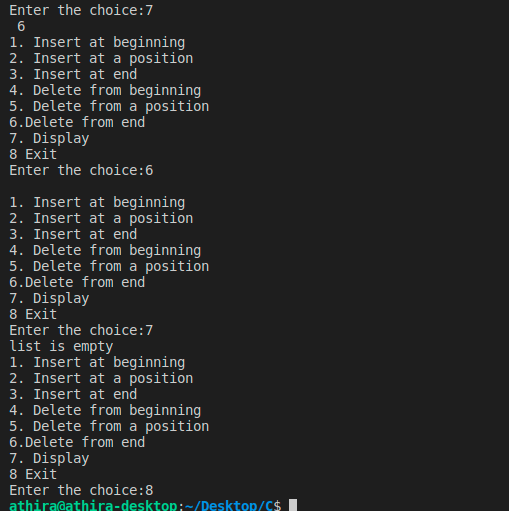 Enter the choice:7
 6
1. Insert at beginning
2. Insert at a position
3. Insert at end
4. Delete from beginning
5. Delete from a position
6.Delete from end
7. Display
8 Exit
Enter the choice:6

1. Insert at beginning
2. Insert at a position
3. Insert at end
4. Delete from beginning
5. Delete from a position
6.Delete from end
7. Display
8 Exit
Enter the choice:7
list is empty
1. Insert at beginning
2. Insert at a position
3. Insert at end
4. Delete from beginning
5. Delete from a position
6.Delete from end
7. Display
8 Exit
Enter the choice:8
athira@athira-desktop:~/Desktop/C$